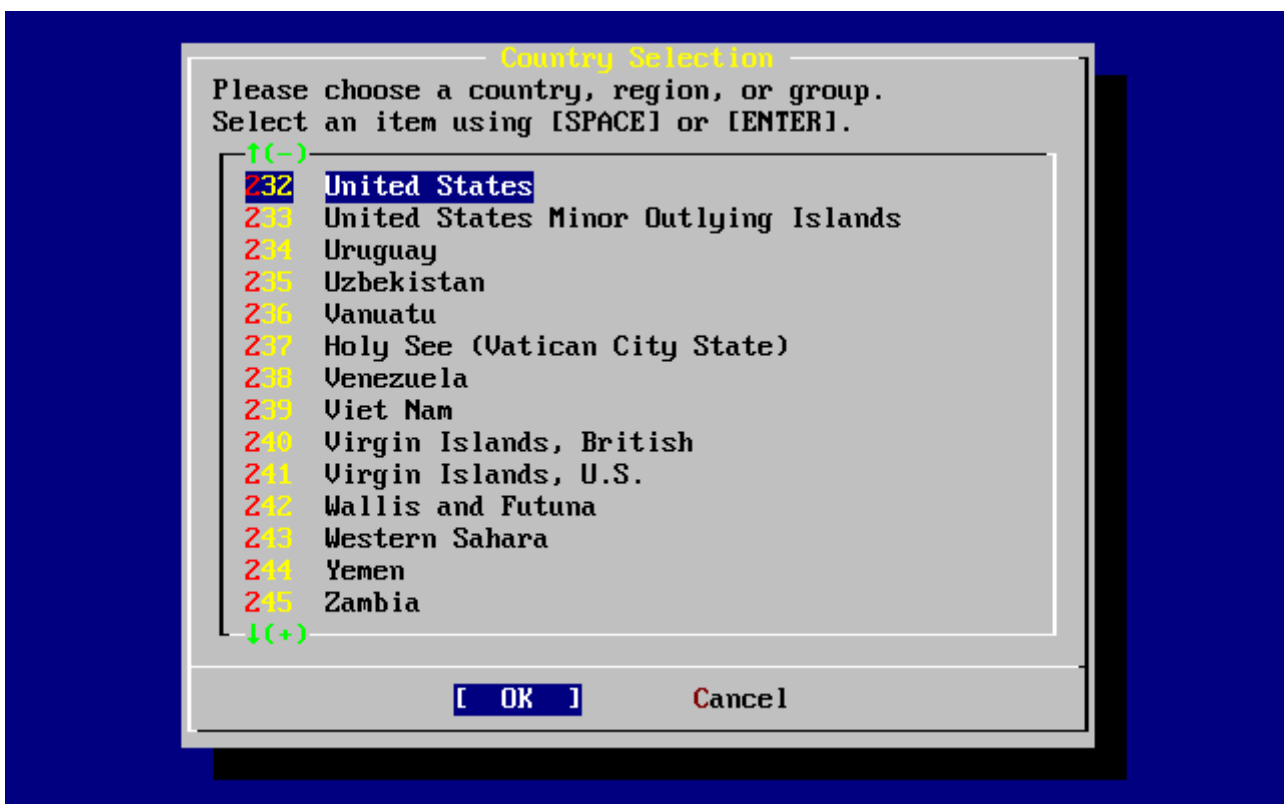 Country Selection
Please choose a country, region, or group.
Select an item using [SPACE] or [ENTER].
↑(-)
232 United States
233 United States Minor Outlying Islands
234 Uruguay
235 Uzbekistan
236 Vanuatu
237 Holy See (Vatican City State)
238 Venezuela
239 Viet Nam
240 Virgin Islands, British
241 Virgin Islands, U.S.
242 Wallis and Futuna
243 Western Sahara
244 Yemen
245 Zambia
↓(+)
[ OK ] Cancel